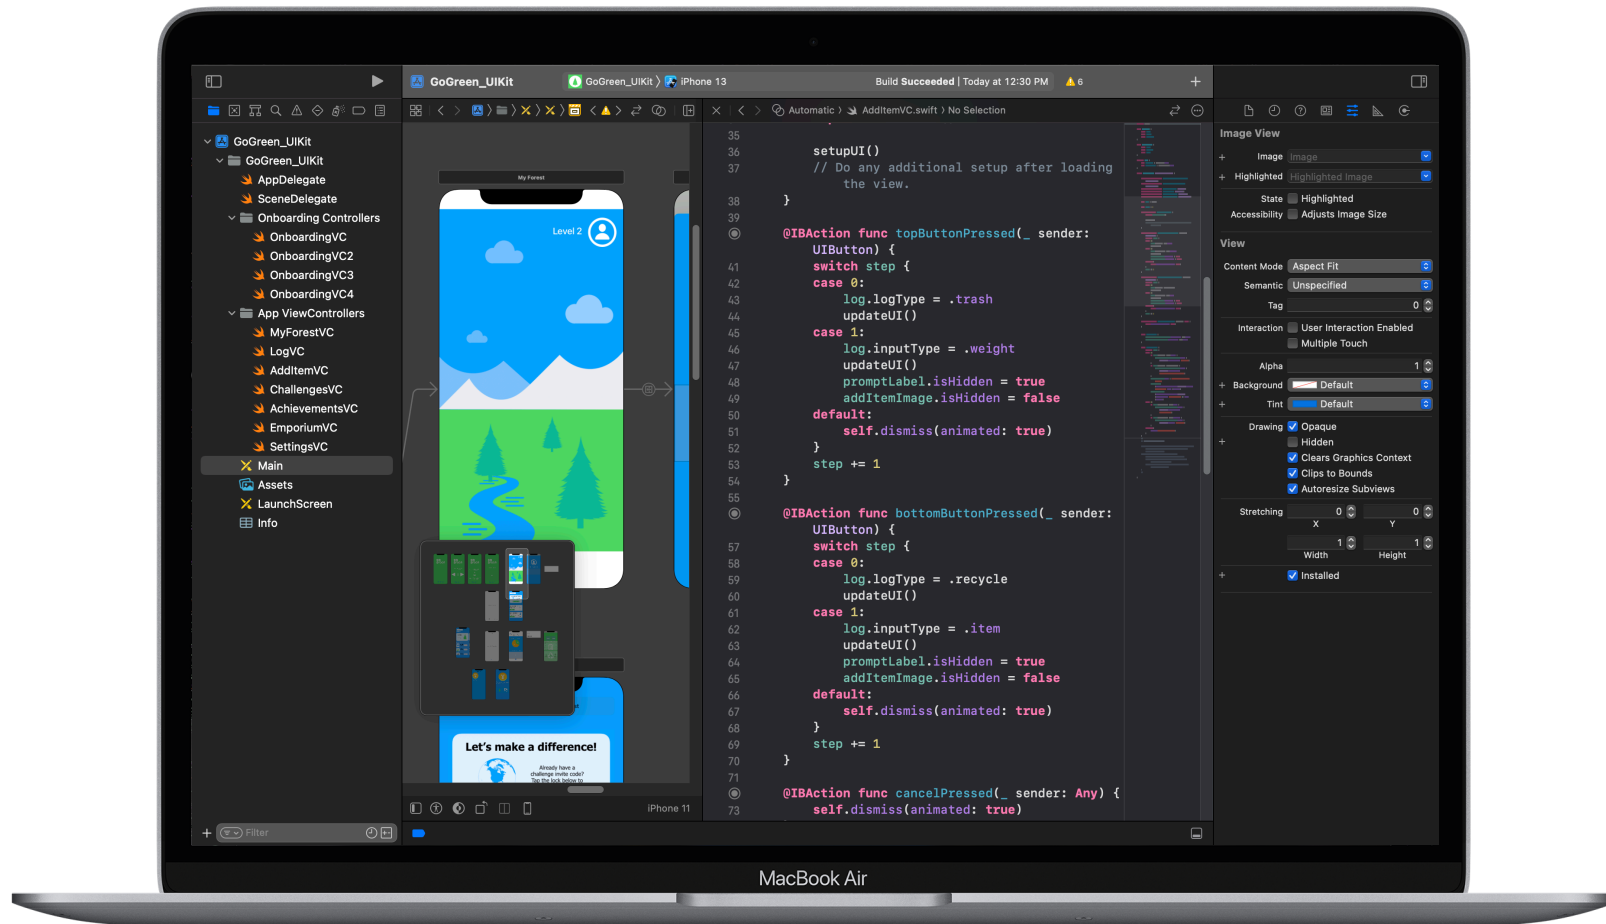 GoGreen_UIKit
GoGreen_UIKit
iPhone 13
Build Succeeded | Today at 12:30 PM
6
GoGreen_UIKit
GoGreen_UIKit
AppDelegate
SceneDelegate
Onboarding Controllers
OnboardingVC
OnboardingVC2
OnboardingVC3
OnboardingVC4
App ViewControllers
MyForestVC
LogVC
AddItemVC
ChallengesVC
AchievementsVC
EmporiumVC
SettingsVC
Main
Assets
LaunchScreen
Info
Filter
My Forest
Level 2
Let's make a difference!
Already have a
challenge invite code?
Tap the lock below to
iPhone 11
Automatic
AddItemVC.swift
No Selection
35
36 setupUI()
37 // Do any additional setup after loading
the view.
38 }
39
@IBAction func topButtonPressed(_ sender:
UIButton) {
41 switch step {
42 case 0:
43 log.logType = .trash
44 updateUI()
45 case 1:
46 log.inputType = .weight
47 updateUI()
48 promptLabel.isHidden = true
49 addItemImage.isHidden = false
50 default:
51 self.dismiss(animated: true)
52 }
53 step += 1
54 }
55
@IBAction func bottomButtonPressed(_ sender:
UIButton) {
57 switch step {
58 case 0:
59 log.logType = .recycle
60 updateUI()
61 case 1:
62 log.inputType = .item
63 updateUI()
64 promptLabel.isHidden = true
65 addItemImage.isHidden = false
66 default:
67 self.dismiss(animated: true)
68 }
69 step += 1
70 }
71
@IBAction func cancelPressed(_ sender: Any) {
73 self.dismiss(animated: true)
Image View
Image Image
Highlighted Highlighted Image
State Highlighted
Accessibility Adjusts Image Size
View
Content Mode Aspect Fit
Semantic Unspecified
Tag 0
Interaction User Interaction Enabled
Multiple Touch
Alpha 1
Background Default
Tint Default
Drawing Opaque
Hidden
Clears Graphics Context
Clips to Bounds
Autoresize Subviews
Stretching 0 0
X Y
1 1
Width Height
Installed
MacBook Air